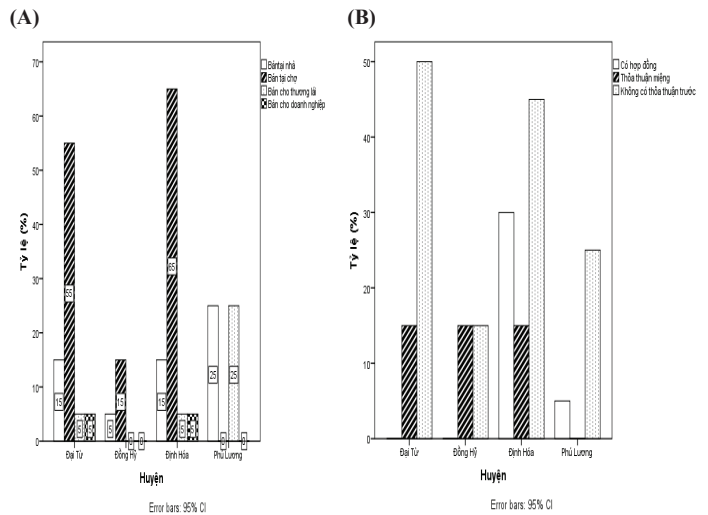 (A)
Bántại nhà
Bán tại chợ
Bán cho thương lái
Bán cho doanh nghiệp
Tỷ lệ (%)
70
60
50
40
30
20
10
0
15
55
5
5
5
15
0
0
15
65
5
5
25
0
25
0
Đại Từ
Đồng Hỷ
Định Hóa
Phú Lương
Huyện
Error bars: 95% CI
(B)
Có hợp đồng
Thỏa thuận miệng
Không có thỏa thuận trước
Tỷ lệ (%)
50
40
30
20
10
0
Đại Từ
Đồng Hỷ
Định Hóa
Phú Lương
Huyện
Error bars: 95% CI